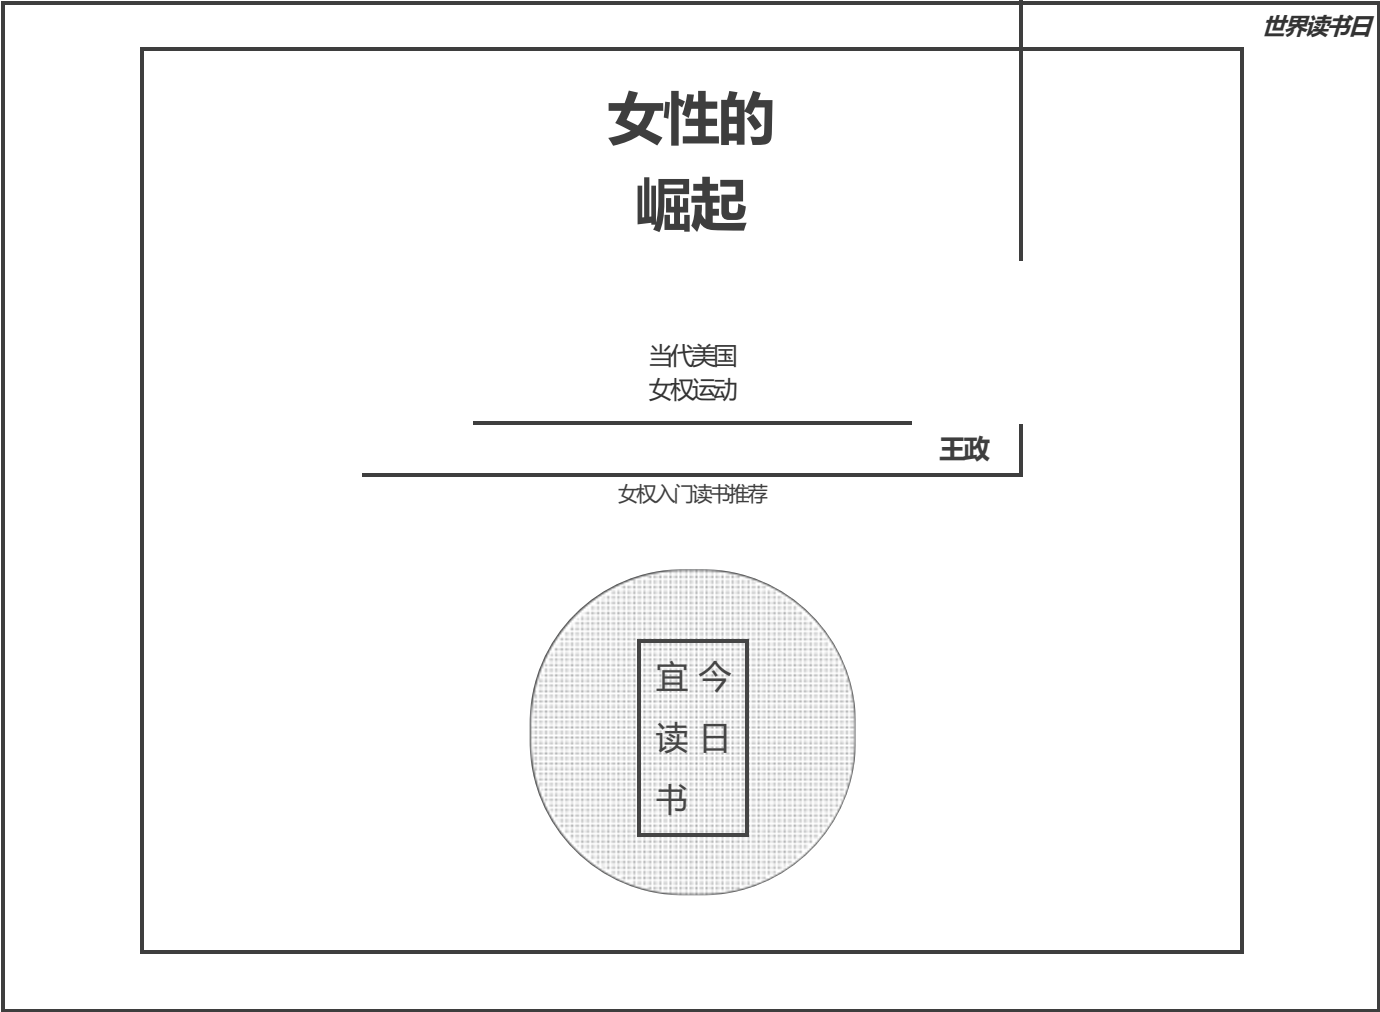 世界读书日
女性的
崛起
当代美国
女权运动
王政
女权入门读书推荐
今日
宜读书